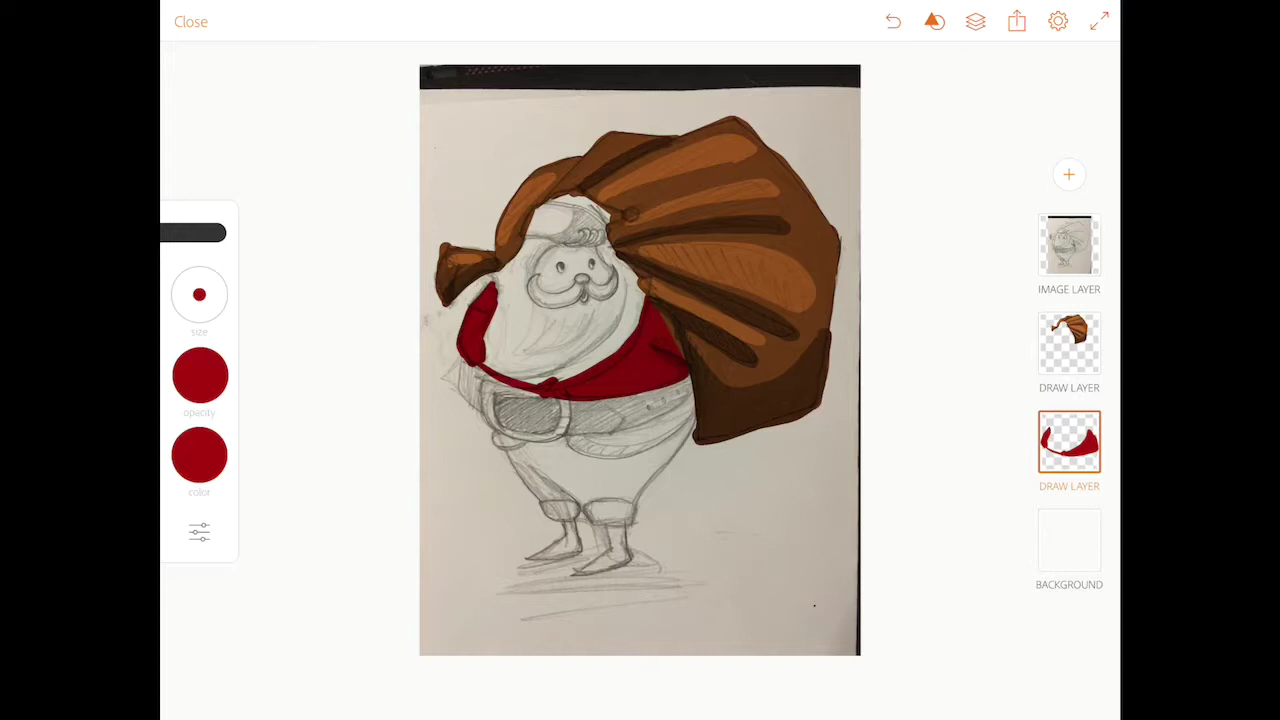 Close
size
opacity
color
IMAGE LAYER
DRAW LAYER
DRAW LAYER
BACKGROUND